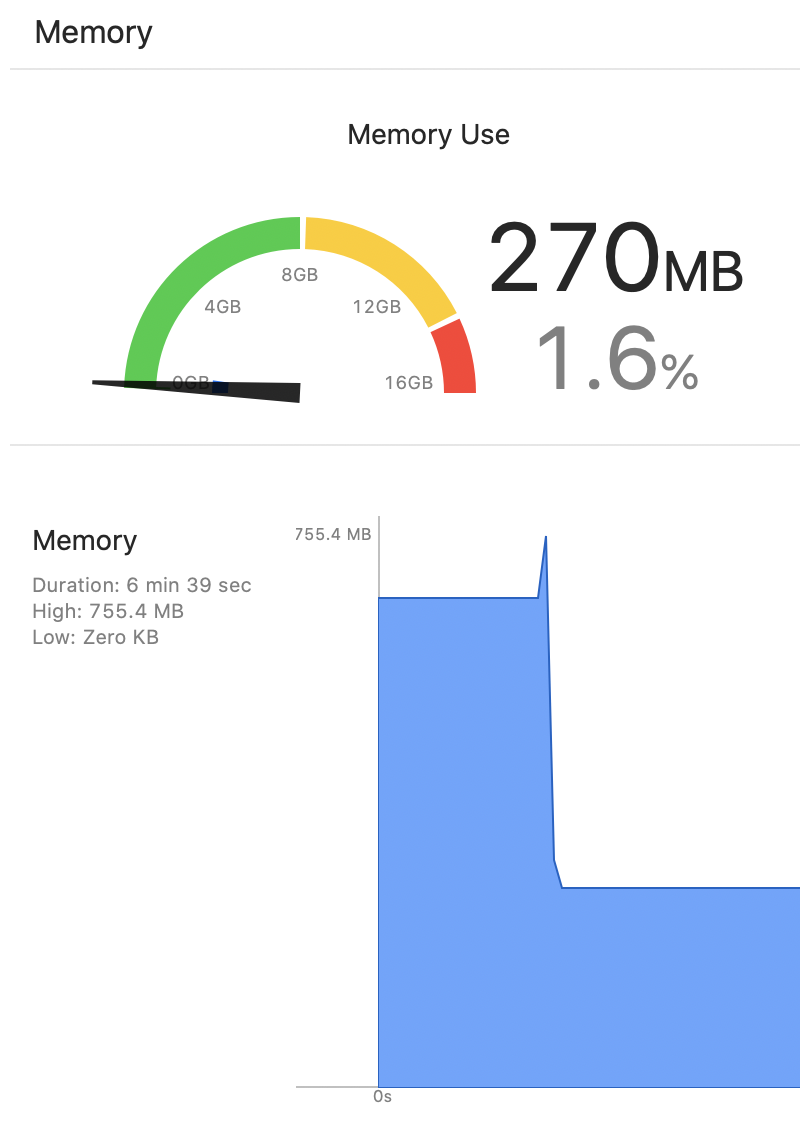 Memory
Memory Use
270MB
1.6%
8GB
4GB
12GB
0GB
16GB
Memory
Duration: 6 min 39 sec
High: 755.4 MB
Low: Zero KB
755.4 MB
0s